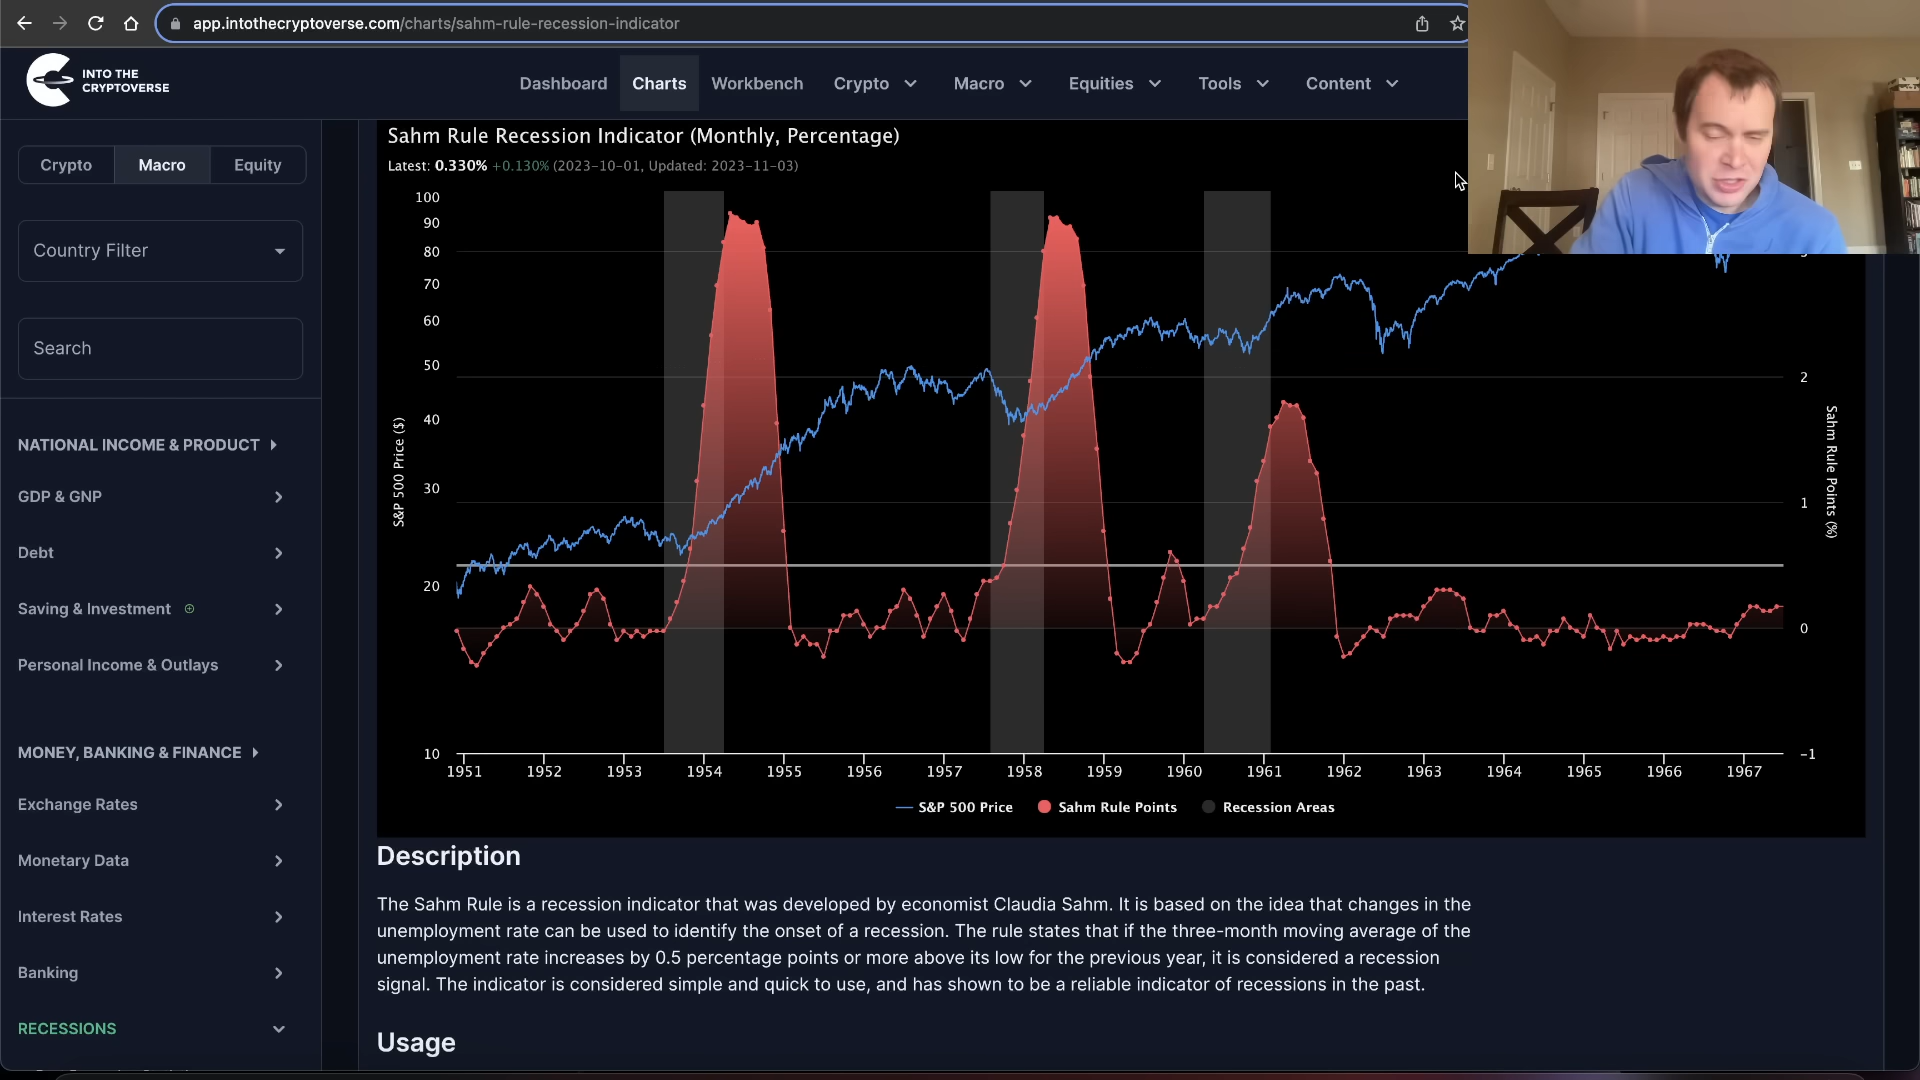 app.intothecryptoverse.com/charts/sahm-rule-recession-indicator
INTO THE
CRYPTOVERSE
Dashboard
Charts
Workbench
Crypto
Macro
Equities
Tools
Content
Crypto
Macro
Equity
Country Filter
Search
NATIONAL INCOME & PRODUCT
GDP & GNP
Debt
Saving & Investment
Personal Income & Outlays
MONEY, BANKING & FINANCE
Exchange Rates
Monetary Data
Interest Rates
Banking
RECESSIONS
Sahm Rule Recession Indicator (Monthly, Percentage)
Latest: 0.330% +0.130% (2023-10-01, Updated: 2023-11-03)
100
90
80
70
60
50
40
30
20
10
S&P 500 Price ($)
2
1
0
-1
Sahm Rule Points (%)
1951 1952 1953 1954 1955 1956 1957 1958 1959 1960 1961 1962 1963 1964 1965 1966 1967
S&P 500 Price
Sahm Rule Points
Recession Areas
Description
The Sahm Rule is a recession indicator that was developed by economist Claudia Sahm. It is based on the idea that changes in the
unemployment rate can be used to identify the onset of a recession. The rule states that if the three-month moving average of the
unemployment rate increases by 0.5 percentage points or more above its low for the previous year, it is considered a recession
signal. The indicator is considered simple and quick to use, and has shown to be a reliable indicator of recessions in the past.
Usage